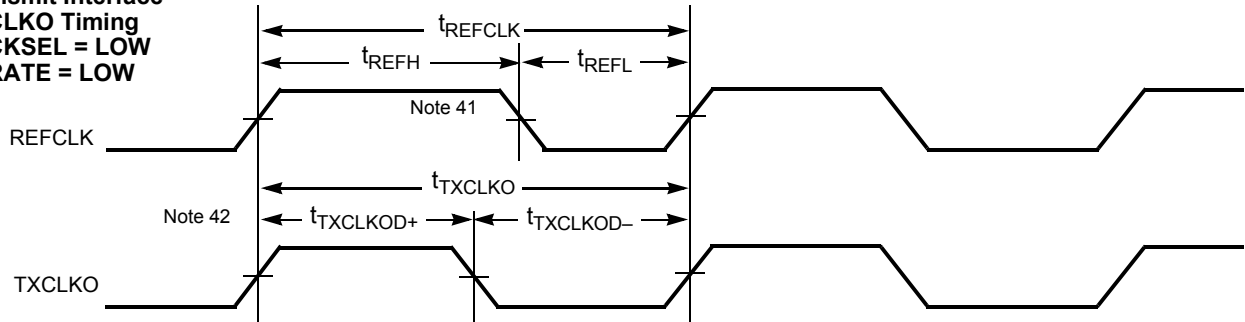 CLKO Timing
CKSEL = LOW
RATE = LOW
tREFCLK
tREFH
tREFL
Note 41
REFCLK
tTXCLKO
Note 42
tTXCLKOD+
tTXCLKOD–
TXCLKO